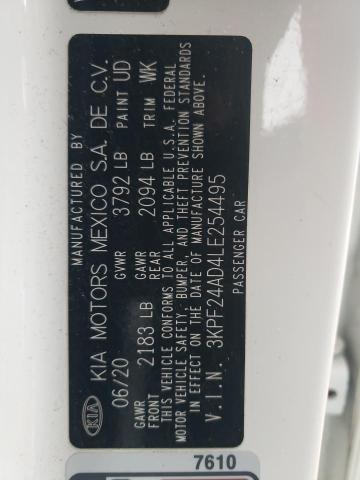 MANUFACTURED BY
KIA KIA MOTORS MEXICO S.A. DE C.V.
06/20 GVWR 3792 LB PAINT UD
GAWR FRONT 2183 LB GAWR REAR 2094 LB TRIM WK
THIS VEHICLE CONFORMS TO ALL APPLICABLE U.S.A. FEDERAL
MOTOR VEHICLE SAFETY, BUMPER, AND THEFT PREVENTION STANDARDS
IN EFFECT ON THE DATE OF MANUFACTURE SHOWN ABOVE.
V.I.N. 3KPF24AD4LE254495
PASSENGER CAR
7610